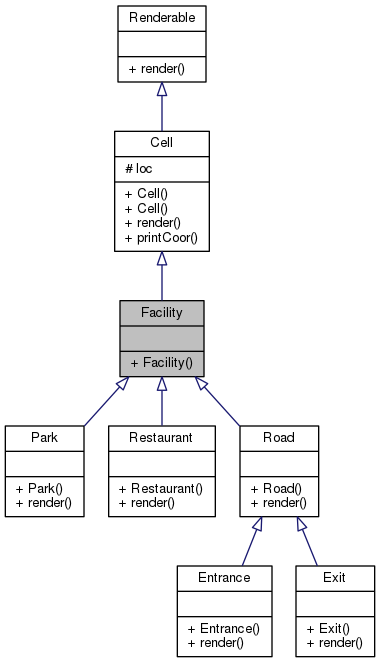 Renderable
+ render()
Cell
# loc
+ Cell()
+ Cell()
+ render()
+ printCoor()
Facility
+ Facility()
Park
+ Park()
+ render()
Restaurant
+ Restaurant()
+ render()
Road
+ Road()
+ render()
Entrance
+ Entrance()
+ render()
Exit
+ Exit()
+ render()